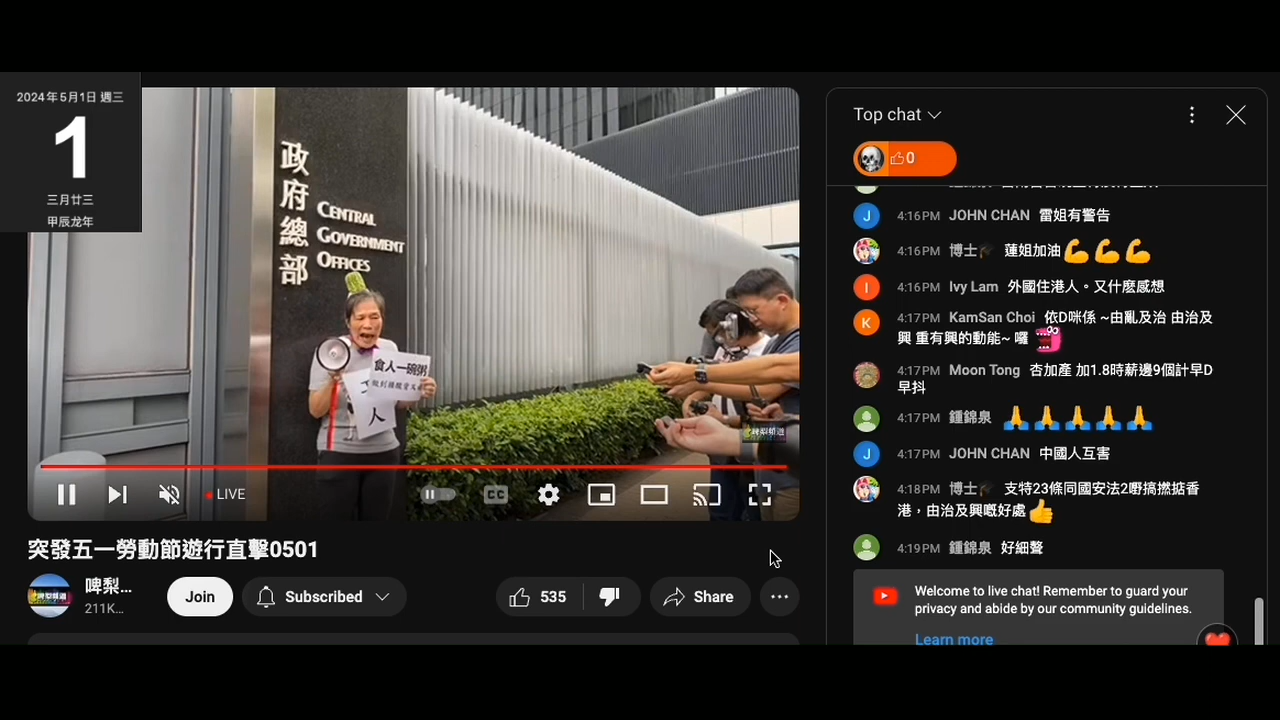 2024年5月1日 週三
1
三月廿三
甲辰龙年
政府總部
CENTRAL
GOVERNMENT
OFFICES
食人一碗粥
人
LIVE
CC
突發五一勞動節遊行直擊0501
啤梨...
211K...
Join
Subscribed
535
Share
Top chat
0
4:16PM JOHN CHAN 雷姐有警告
4:16PM 博士🎓 蓮姐加油💪💪💪
4:16PM Ivy Lam 外國住港人。又什麽感想
4:17PM KamSan Choi 依D咪係 ~由亂及治 由治及
興 重有興的動能~ 囉
4:17PM Moon Tong 杏加產 加1.8時薪邊9個計早D
早抖
4:17PM 鍾錦泉 🙏🙏🙏🙏🙏
4:17PM JOHN CHAN 中國人互害
4:18PM 博士🎓 支特23條同國安法2嘢搞撚掂香
港，由治及興嘅好處👍
4:19PM 鍾錦泉 好細聲
Welcome to live chat! Remember to guard your
privacy and abide by our community guidelines.
Learn more